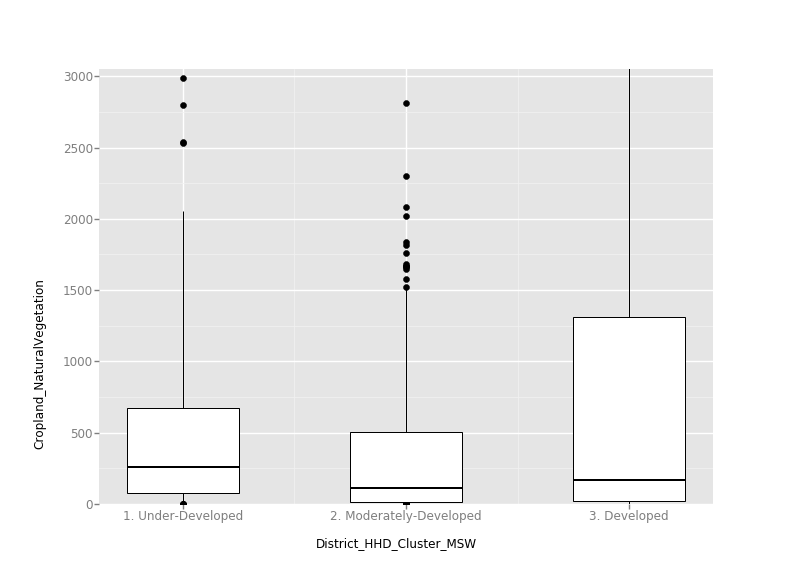 3000
2500
2000
1500
1000
500
0
Cropland_NaturalVegetation
1. Under-Developed
2. Moderately-Developed
3. Developed
District_HHD_Cluster_MSW